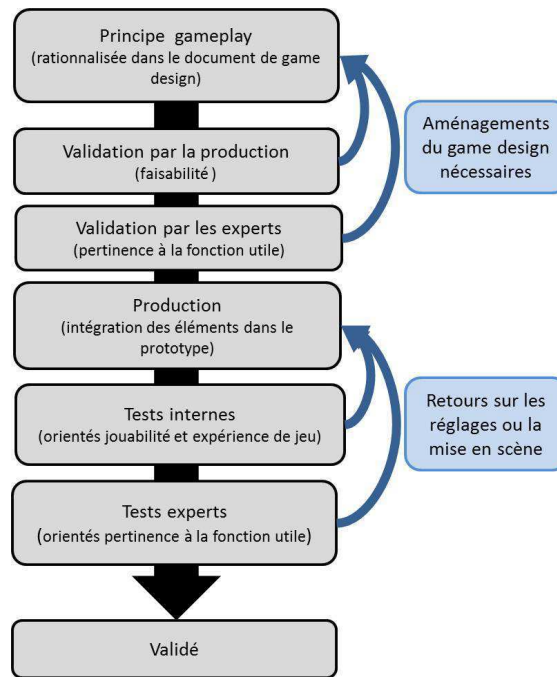 Principe gameplay
(rationnalisée dans le document de game
design)
Validation par la production
(faisabilité)
Validation par les experts
(pertinence à la fonction utile)
Production
(intégration des éléments dans le
prototype)
Tests internes
(orientés jouabilité et expérience de jeu)
Tests experts
(orientés pertinence à la fonction utile)
Validé
Aménagements
du game design
nécessaires
Retours sur les
réglages ou la
mise en scène